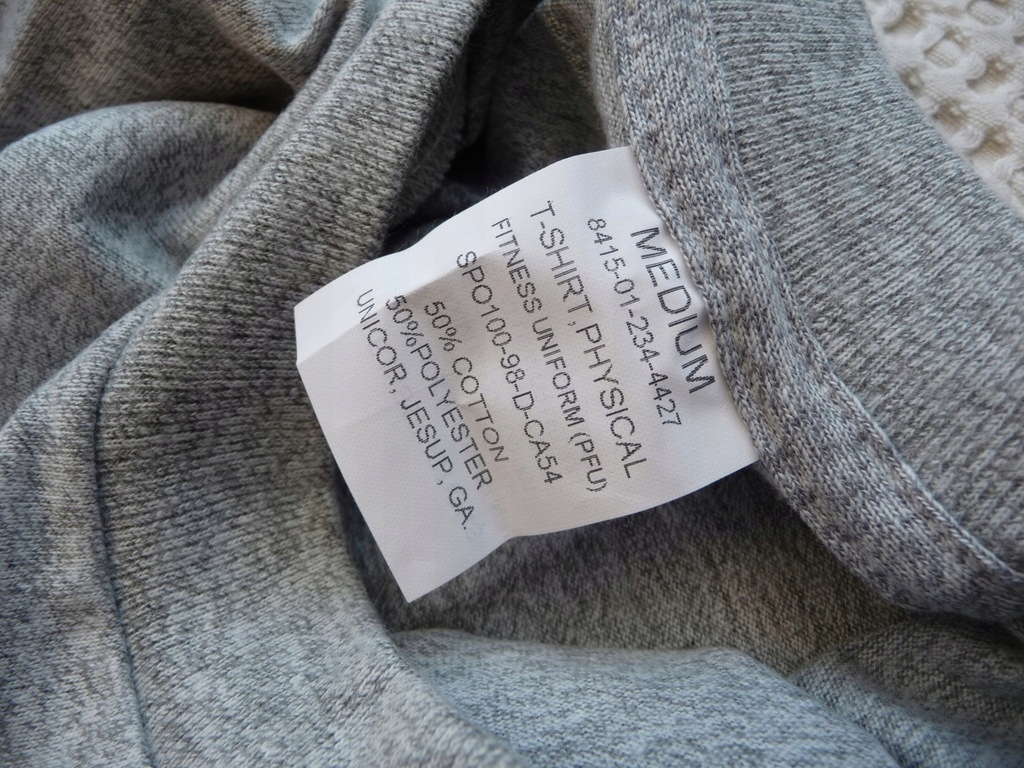 MEDIUM
8415-01-234-4427
T-SHIRT, PHYSICAL
FITNESS UNIFORM (PFU)
SPO100-98-D-CA54
50% COTTON
50%POLYESTER
UNICOR, JESUP, GA.